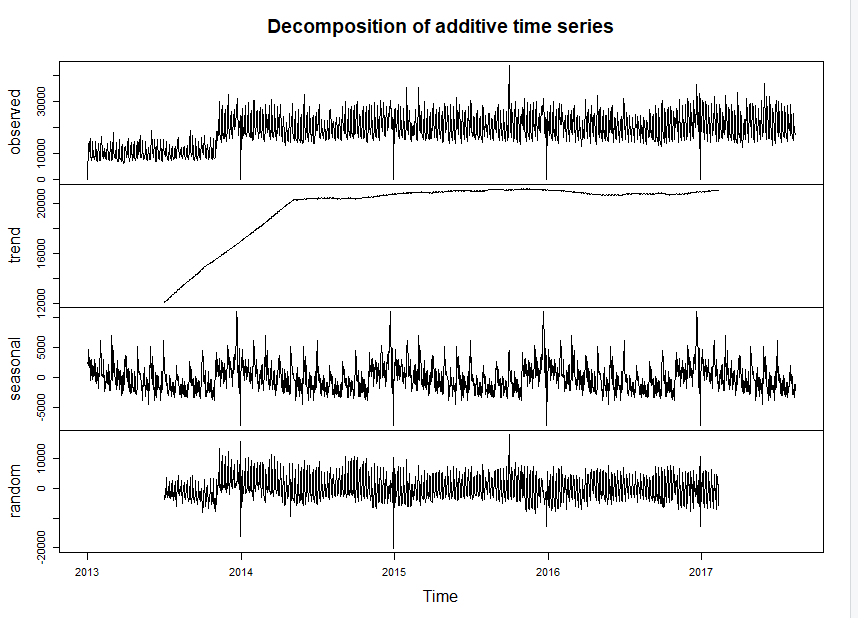 Decomposition of additive time series
observed
0 10000 30000
trend
12000 16000 20000
seasonal
-5000 0 5000
random
-20000 0 10000
2013 2014 2015 2016 2017
Time